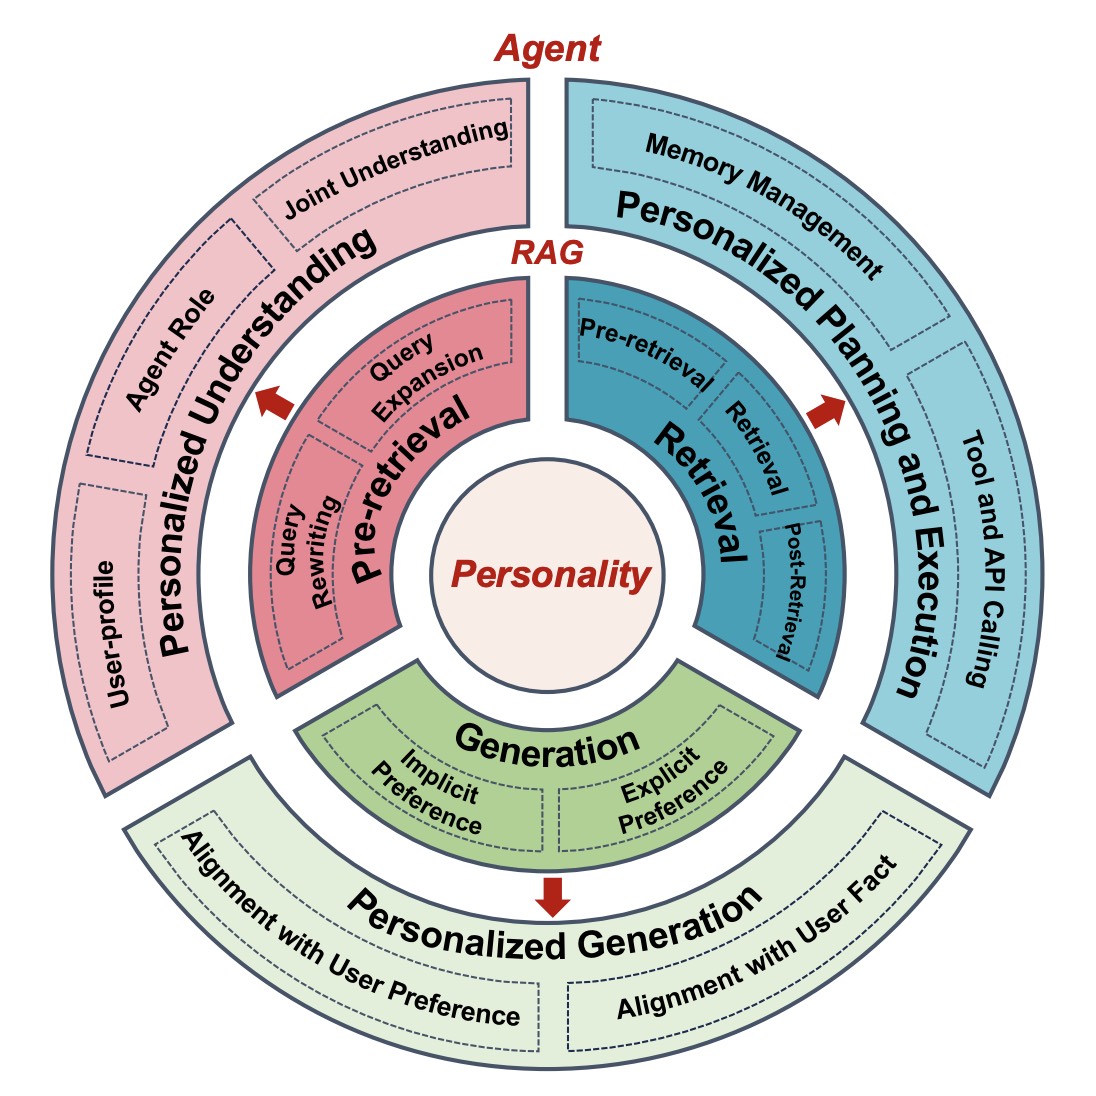 Agent
Joint Understanding
Agent Role
User-profile
Personalized Understanding
Memory Management
Tool and API Calling
Personalized Planning and Execution
RAG
Query
Expansion
Query
Rewriting
Pre-retrieval
Pre-retrieval
Retrieval
Post-Retrieval
Retrieval
Personality
Generation
Implicit
Preference
Explicit
Preference
Personalized Generation
Alignment with User Preference
Alignment with User Fact